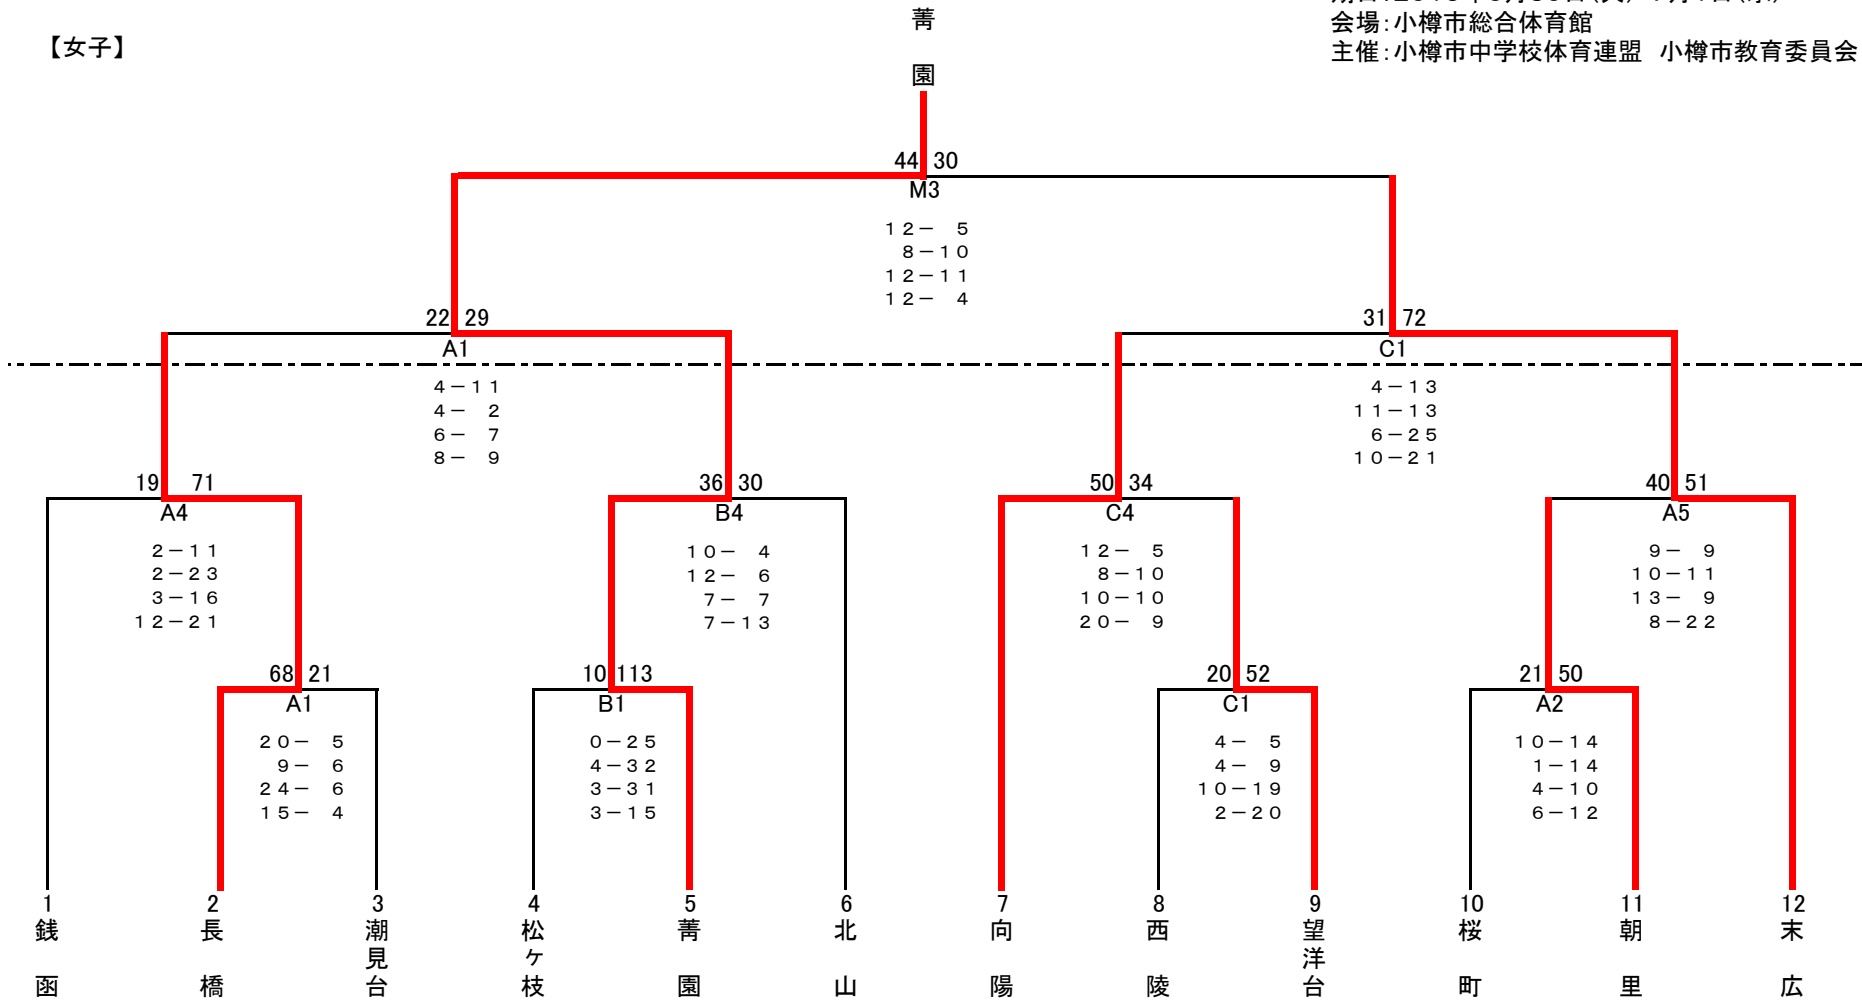 菁園
会場：小樽市総合体育館
【女子】
主催：小樽市中学校体育連盟　小樽市教育委員会
44 30
M3
１２－　５
８－１０
１２－１１
１２－　４
22 29
A1
31 72
C1
４－１１
４－　２
６－　７
８－　９
４－１３
１１－１３
６－２５
１０－２１
19 71
A4
２－１１
２－２３
３－１６
１２－２１
36 30
B4
１０－　４
１２－　６
７－　７
７－１３
50 34
C4
１２－　５
８－１０
１０－１０
２０－　９
40 51
A5
９－　９
１０－１１
１３－　９
８－２２
68 21
A1
２０－　５
９－　６
２４－　６
１５－　４
10 113
B1
０－２５
４－３２
３－３１
３－１５
20 52
C1
４－　５
４－　９
１０－１９
２－２０
21 50
A2
１０－１４
１－１４
４－１０
６－１２
1
銭函
2
長橋
3
潮見台
4
松ヶ枝
5
菁園
6
北山
7
向陽
8
西陵
9
望洋台
10
桜町
11
朝里
12
末広